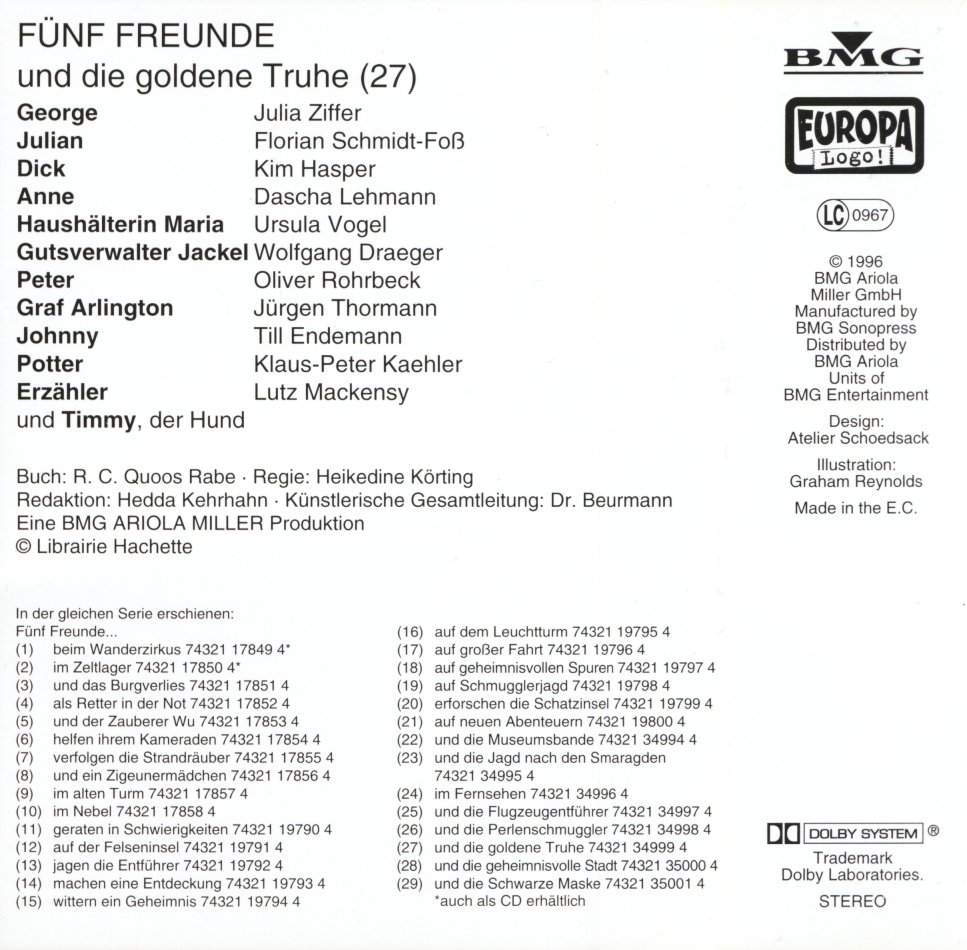 FÜNF FREUNDE
und die goldene Truhe (27)
George Julia Ziffer
Julian Florian Schmidt-Foß
Dick Kim Hasper
Anne Dascha Lehmann
Haushälterin Maria Ursula Vogel
Gutsverwalter Jackel Wolfgang Draeger
Peter Oliver Rohrbeck
Graf Arlington Jürgen Thormann
Johnny Till Endemann
Potter Klaus-Peter Kaehler
Erzähler Lutz Mackensy
und Timmy, der Hund
Buch: R. C. Quoos Rabe · Regie: Heikedine Körting
Redaktion: Hedda Kehrhahn · Künstlerische Gesamtleitung: Dr. Beurmann
Eine BMG ARIOLA MILLER Produktion
© Librairie Hachette
In der gleichen Serie erschienen:
Fünf Freunde...
(1) beim Wanderzirkus 74321 17849 4*
(2) im Zeltlager 74321 17850 4*
(3) und das Burgverlies 74321 17851 4
(4) als Retter in der Not 74321 17852 4
(5) und der Zauberer Wu 74321 17853 4
(6) helfen ihrem Kameraden 74321 17854 4
(7) verfolgen die Strandräuber 74321 17855 4
(8) und ein Zigeunermädchen 74321 17856 4
(9) im alten Turm 74321 17857 4
(10) im Nebel 74321 17858 4
(11) geraten in Schwierigkeiten 74321 19790 4
(12) auf der Felseninsel 74321 19791 4
(13) jagen die Entführer 74321 19792 4
(14) machen eine Entdeckung 74321 19793 4
(15) wittern ein Geheimnis 74321 19794 4
(16) auf dem Leuchtturm 74321 19795 4
(17) auf großer Fahrt 74321 19796 4
(18) auf geheimnisvollen Spuren 74321 19797 4
(19) auf Schmugglerjagd 74321 19798 4
(20) erforschen die Schatzinsel 74321 19799 4
(21) auf neuen Abenteuern 74321 19800 4
(22) und die Museumsbande 74321 34994 4
(23) und die Jagd nach den Smaragden
74321 34995 4
(24) im Fernsehen 74321 34996 4
(25) und die Flugzeugentführer 74321 34997 4
(26) und die Perlenschmuggler 74321 34998 4
(27) und die goldene Truhe 74321 34999 4
(28) und die geheimnisvolle Stadt 74321 35000 4
(29) und die Schwarze Maske 74321 35001 4
*auch als CD erhältlich
BMG
EUROPA
Logo!
LC 0967
© 1996
BMG Ariola
Miller GmbH
Manufactured by
BMG Sonopress
Distributed by
BMG Ariola
Units of
BMG Entertainment
Design:
Atelier Schoedsack
Illustration:
Graham Reynolds
Made in the E.C.
DOLBY SYSTEM ®
Trademark
Dolby Laboratories.
STEREO